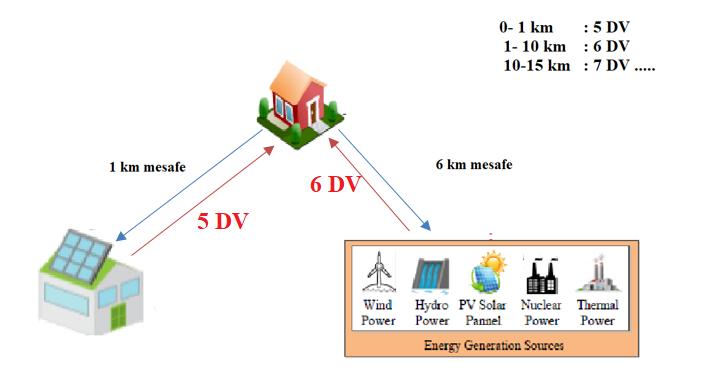 0- 1 km : 5 DV
1- 10 km : 6 DV
10-15 km : 7 DV .....
1 km mesafe
6 km mesafe
6 DV
5 DV
Wind Power
Hydro Power
PV Solar Pannel
Nuclear Power
Thermal Power
Energy Generation Sources